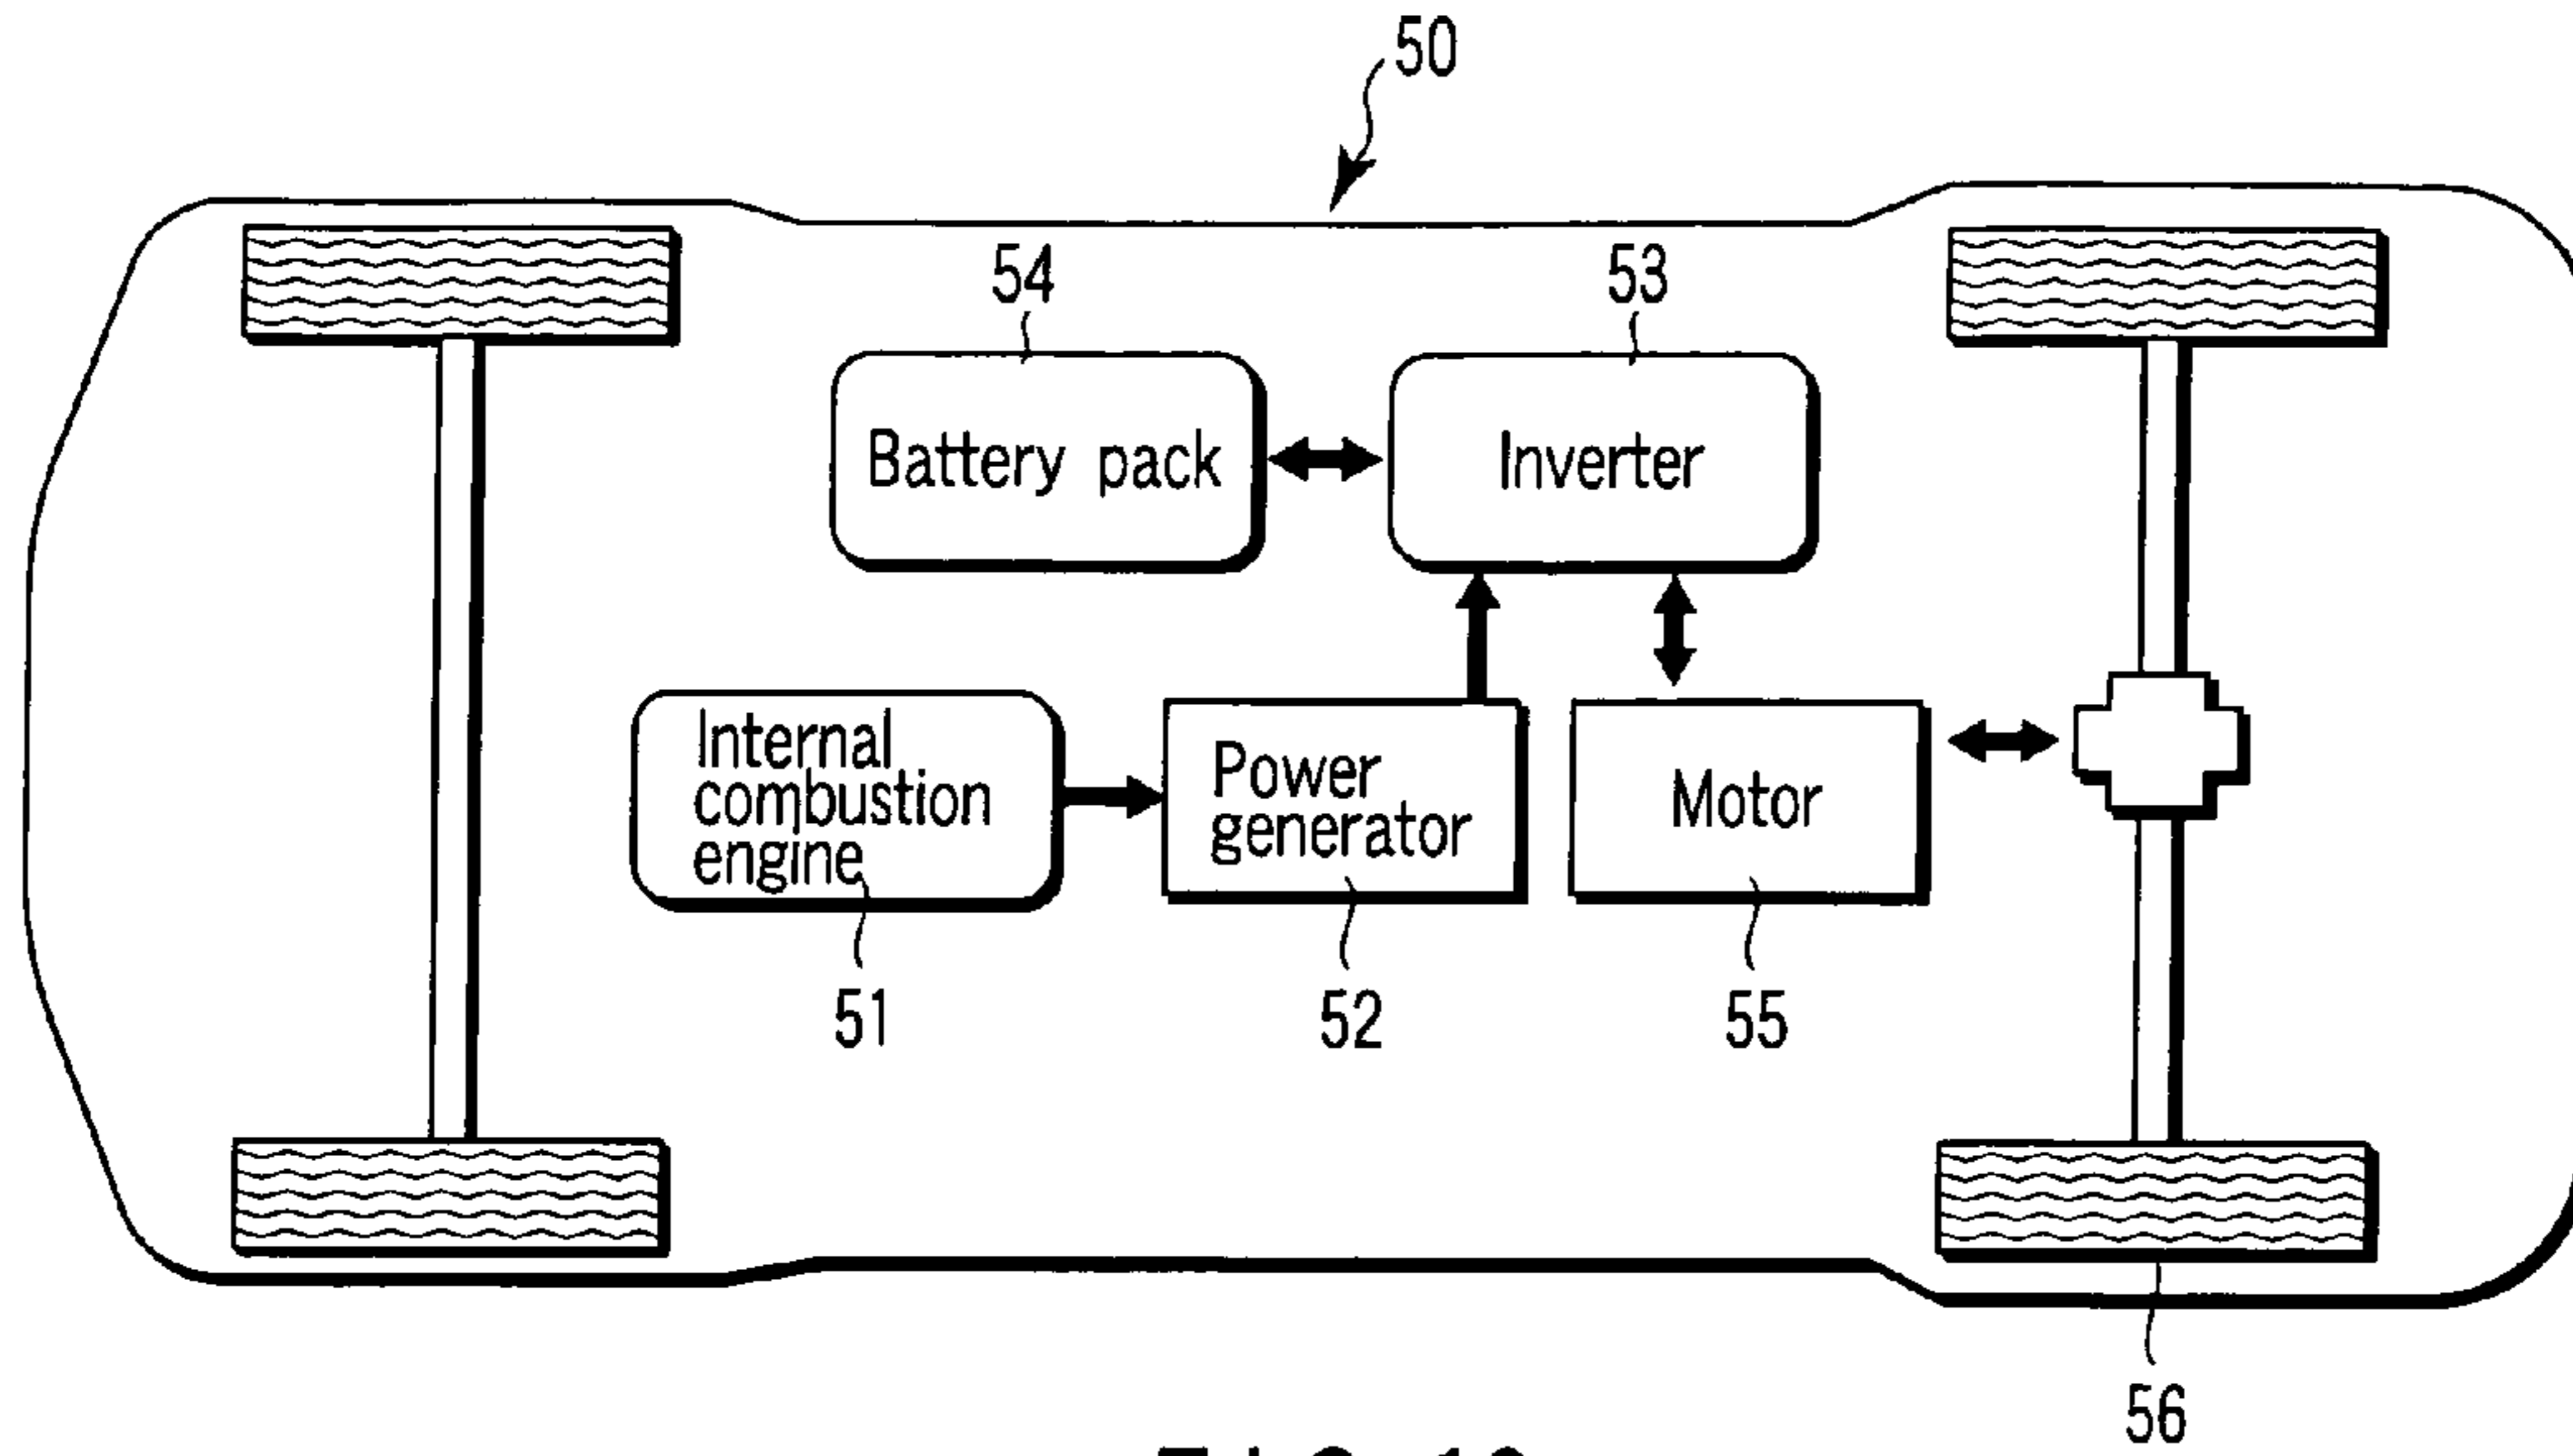 50
54
53
Battery pack
Inverter
Internal
combustion
engine
Power
generator
Motor
51
52
55
56